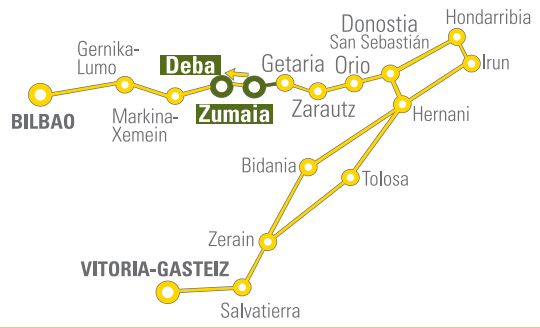 Hondarribia
Donostia
San Sebastián
Gernika-
Lumo
Deba
Getaria
Orio
Irun
BILBAO
Markina-
Xemein
Zumaia
Zarautz
Hernani
Bidania
Tolosa
Zerain
VITORIA-GASTEIZ
Salvatierra